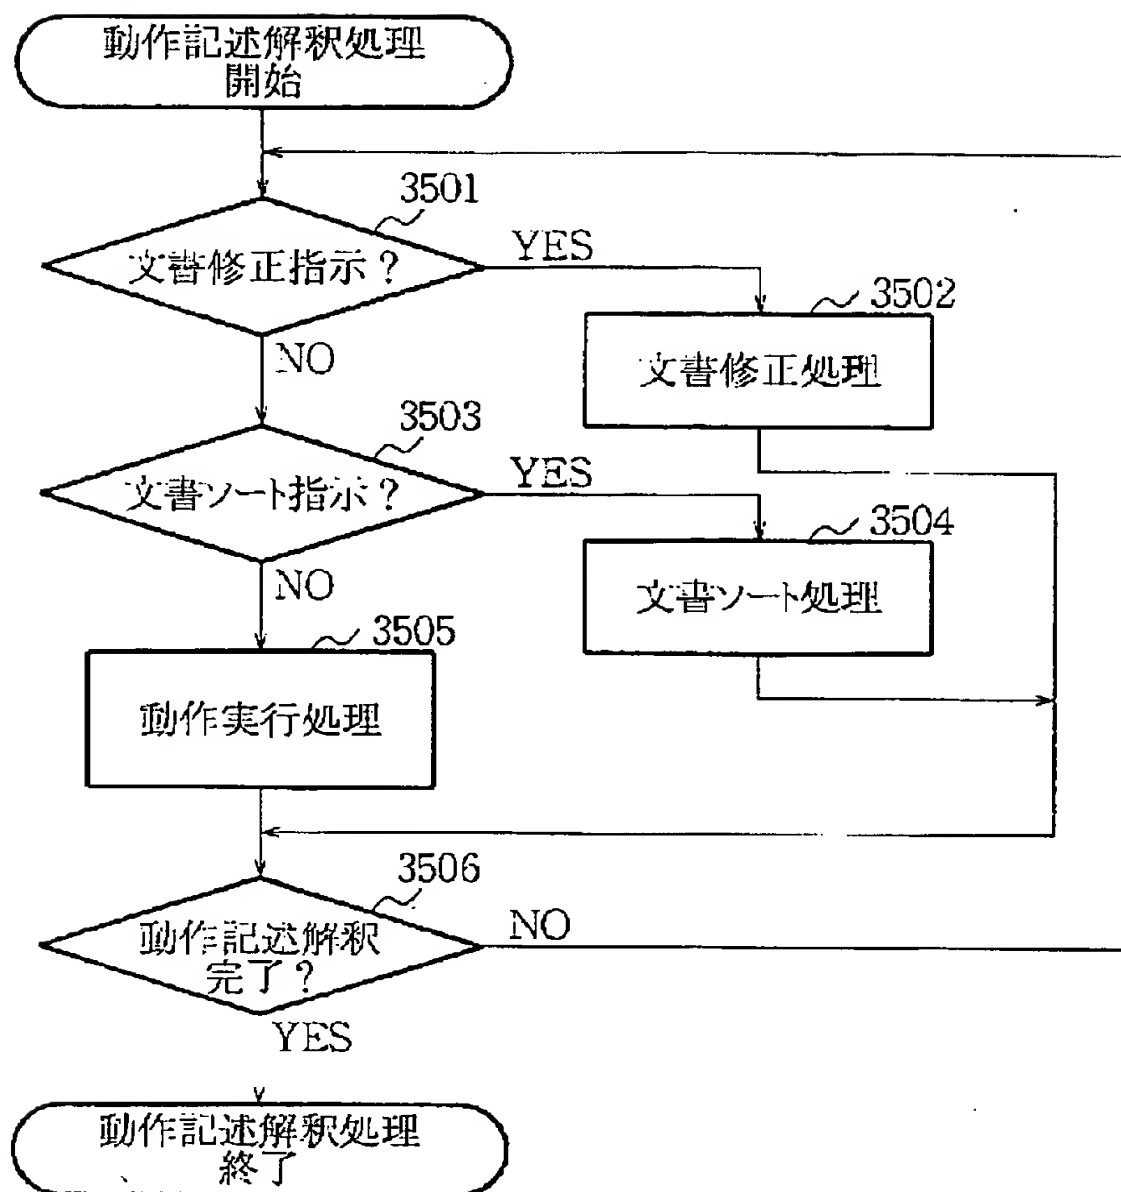 動作記述解釈処理
開始
3501
文書修正指示？
YES
3502
文書修正処理
NO
3503
文書ソート指示？
YES
3504
文書ソート処理
NO
3505
動作実行処理
3506
動作記述解釈
完了？
NO
YES
動作記述解釈処理
終了